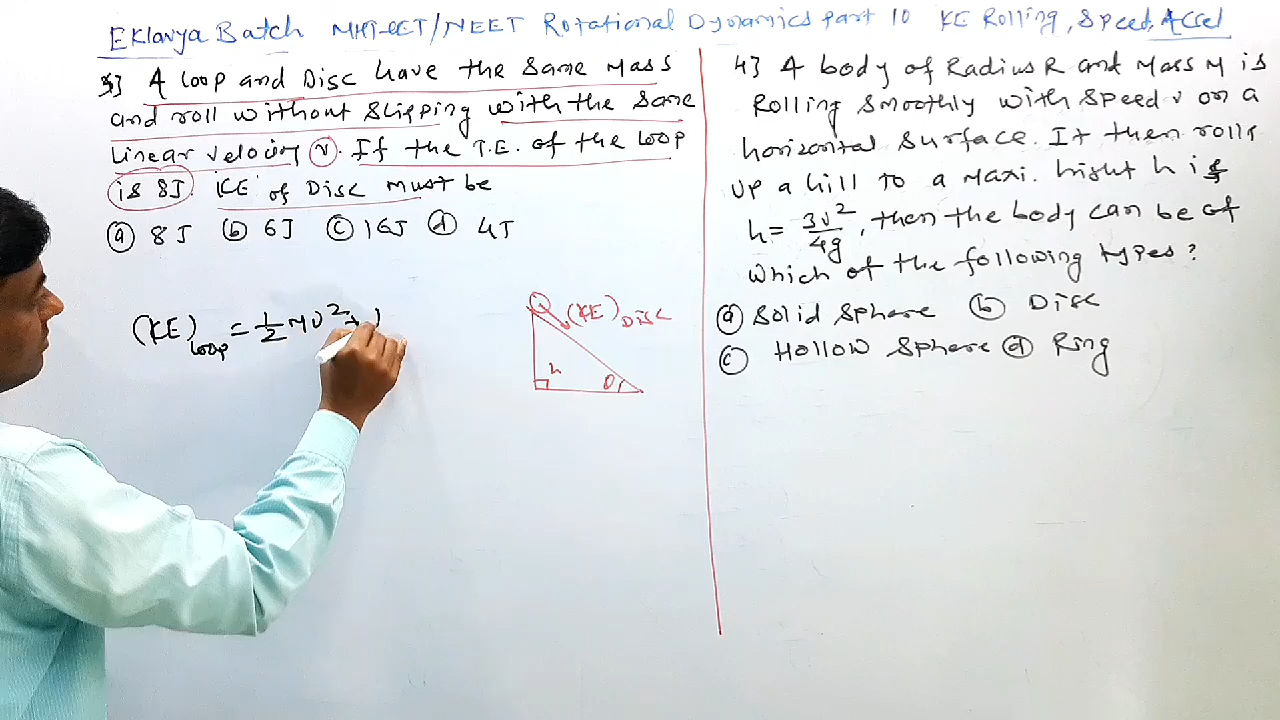 EKlavya Batch MHT-CET/NEET Rotational Dynamics part 10 KE Rolling, Speed, Accel
3] A Loop and Disc have the Same Mass
and roll without Slipping with the Same
linear velocity v. If the T.E. of the loop
is 8J. KE of Disc must be
(a) 8J (b) 6J (c) 16J (d) 4J
(KE)loop = 1/2 Mv² +
(KE)Disc
h θ
4] A body of Radius R and Mass M is
Rolling Smoothly with Speed v on a
horizontal Surface. It then rolls
up a hill to a Maxi. hight h if
h = 3v²/4g, then the body can be of
Which of the following types?
(a) Solid Sphere (b) Disc
(c) Hollow Sphere (d) Ring